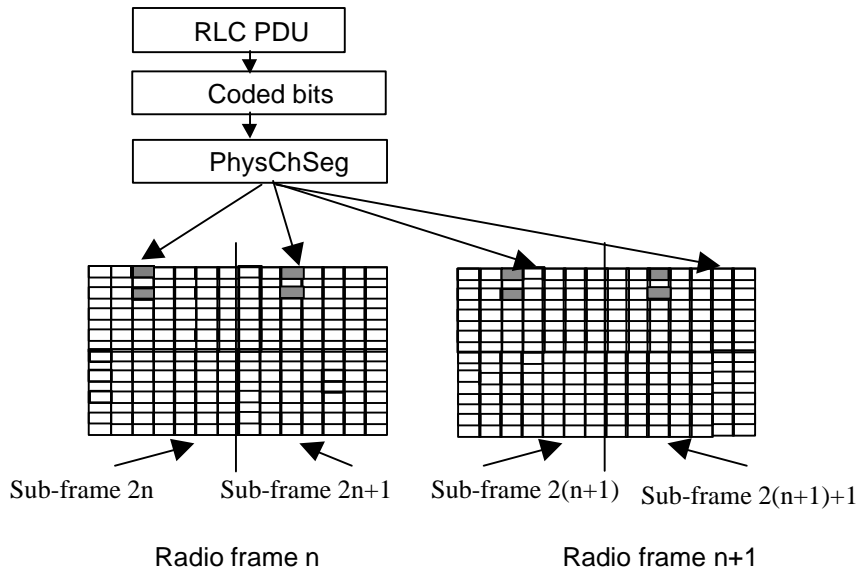 RLC PDU
Coded bits
PhysChSeg
Sub-frame 2n
Sub-frame 2n+1
Sub-frame 2(n+1)
Sub-frame 2(n+1)+1
Radio frame n
Radio frame n+1